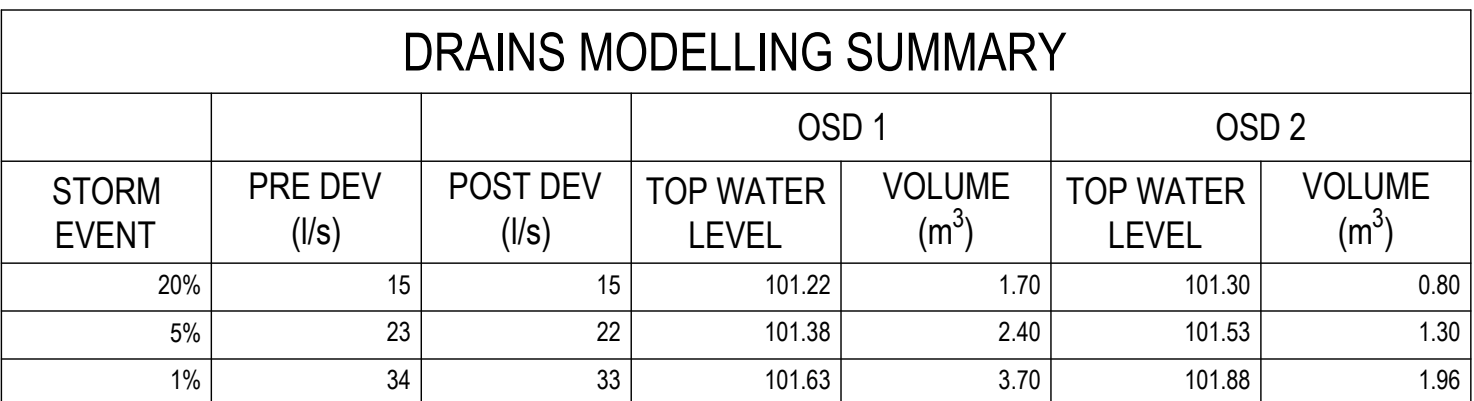 DRAINS MODELLING SUMMARY
OSD 1 OSD 2
STORM EVENT PRE DEV (l/s) POST DEV (l/s) TOP WATER LEVEL VOLUME (m³) TOP WATER LEVEL VOLUME (m³)
20% 15 15 101.22 1.70 101.30 0.80
5% 23 22 101.38 2.40 101.53 1.30
1% 34 33 101.63 3.70 101.88 1.96